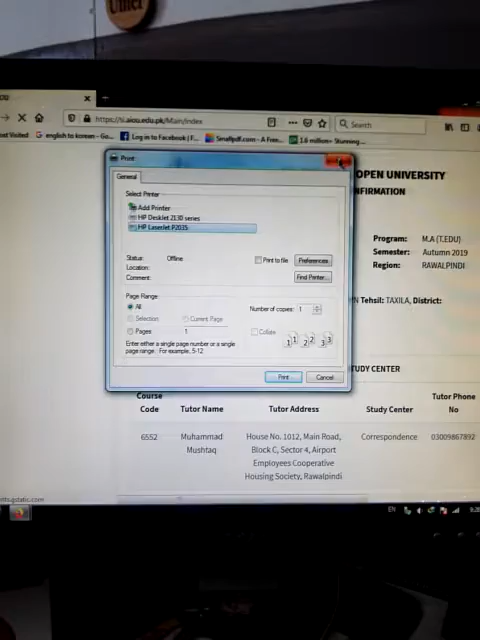 https://si.aiou.edu.pk/Main/index
Search
english to korean - Go...
Log in to Facebook | F...
Smallpdf.com - A Free...
1.6 million+ Stunning...
Print
General
Select Printer
Add Printer
HP Deskjet 2130 series
HP LaserJet P2035
Status: Offline
Location:
Comment:
Print to file
Preferences
Find Printer...
Page Range
All
Selection
Current Page
Pages: 1
Enter either a single page number or a single
page range. For example, 5-12
Number of copies: 1
Collate
11 22 33
Print
Cancel
OPEN UNIVERSITY
NFIRMATION
Program: M.A (T.EDU)
Semester: Autumn 2019
Region: RAWALPINDI
N Tehsil: TAXILA, District:
TUDY CENTER
Course Code
Tutor Name
Tutor Address
Study Center
Tutor Phone No
6552
Muhammad Mushtaq
House No. 1012, Main Road,
Block C, Sector 4, Airport
Employees Cooperative
Housing Society, Rawalpindi
Correspondence
03009867892
EN